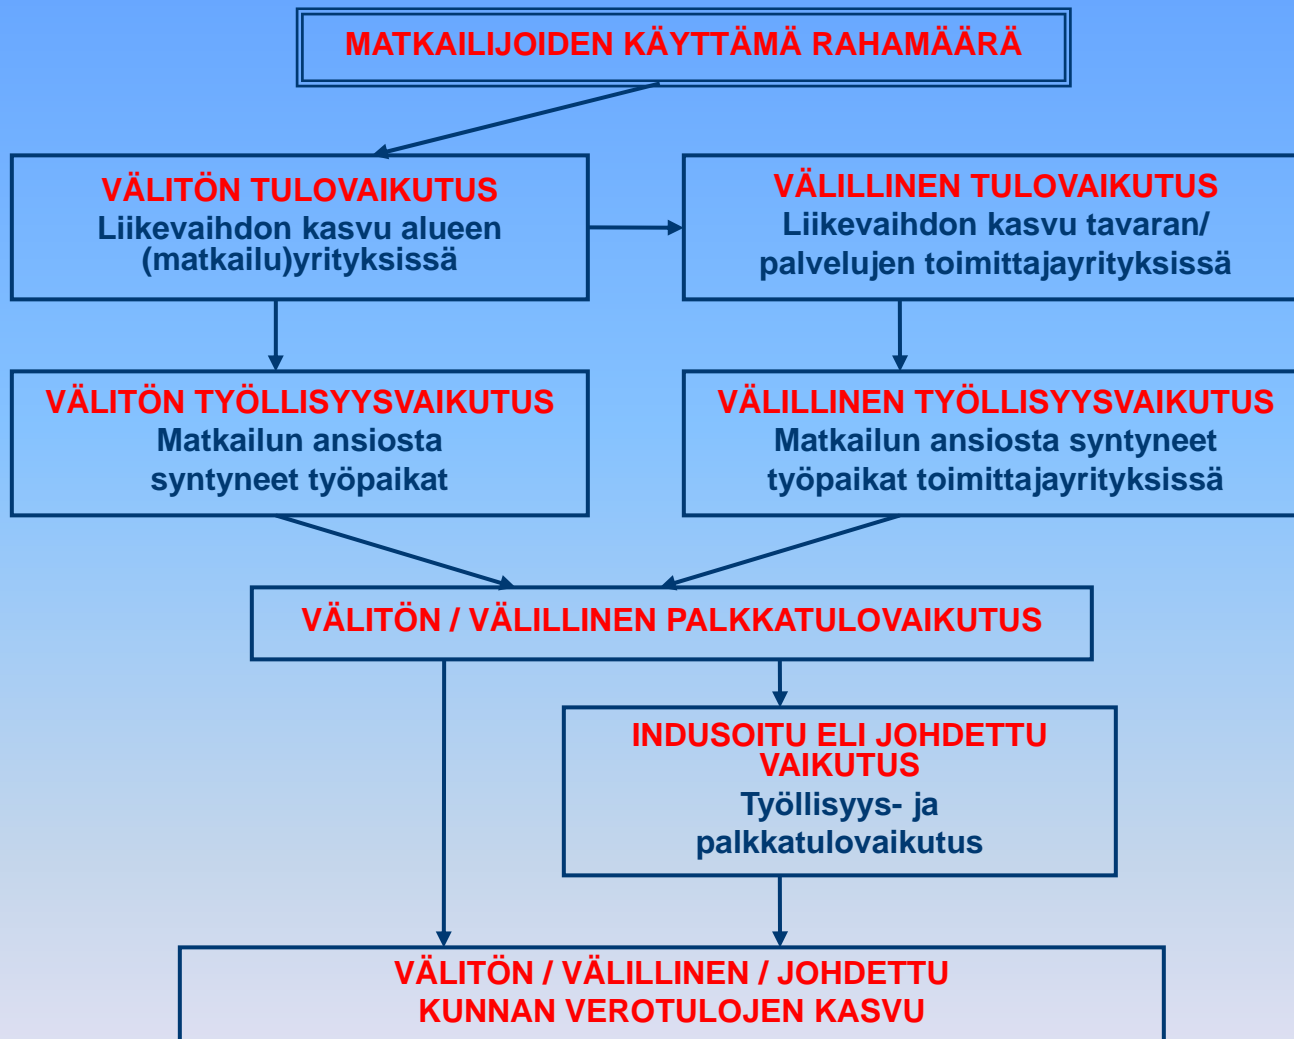 MATKAILIJOIDEN KÄYTTÄMÄ RAHAMÄÄRÄ
VÄLITÖN TULOVAIKUTUS
Liikevaihdon kasvu alueen
(matkailu)yrityksissä
VÄLILLINEN TULOVAIKUTUS
Liikevaihdon kasvu tavaran/
palvelujen toimittajayrityksissä
VÄLITÖN TYÖLLISYYSVAIKUTUS
Matkailun ansiosta
syntyneet työpaikat
VÄLILLINEN TYÖLLISYYSVAIKUTUS
Matkailun ansiosta syntyneet
työpaikat toimittajayrityksissä
VÄLITÖN / VÄLILLINEN PALKKATULOVAIKUTUS
INDUSOITU ELI JOHDETTU
VAIKUTUS
Työllisyys- ja
palkkatulovaikutus
VÄLITÖN / VÄLILLINEN / JOHDETTU
KUNNAN VEROTULOJEN KASVU